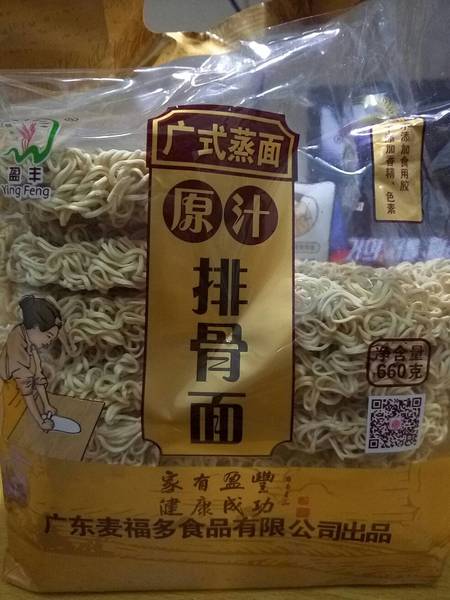 广式蒸面
原汁
排骨面
盈丰
Ying Feng
添加食用胶
添加香精、色素
净含量
660克
家有盈豐
健康成功
广东麦福多食品有限公司出品